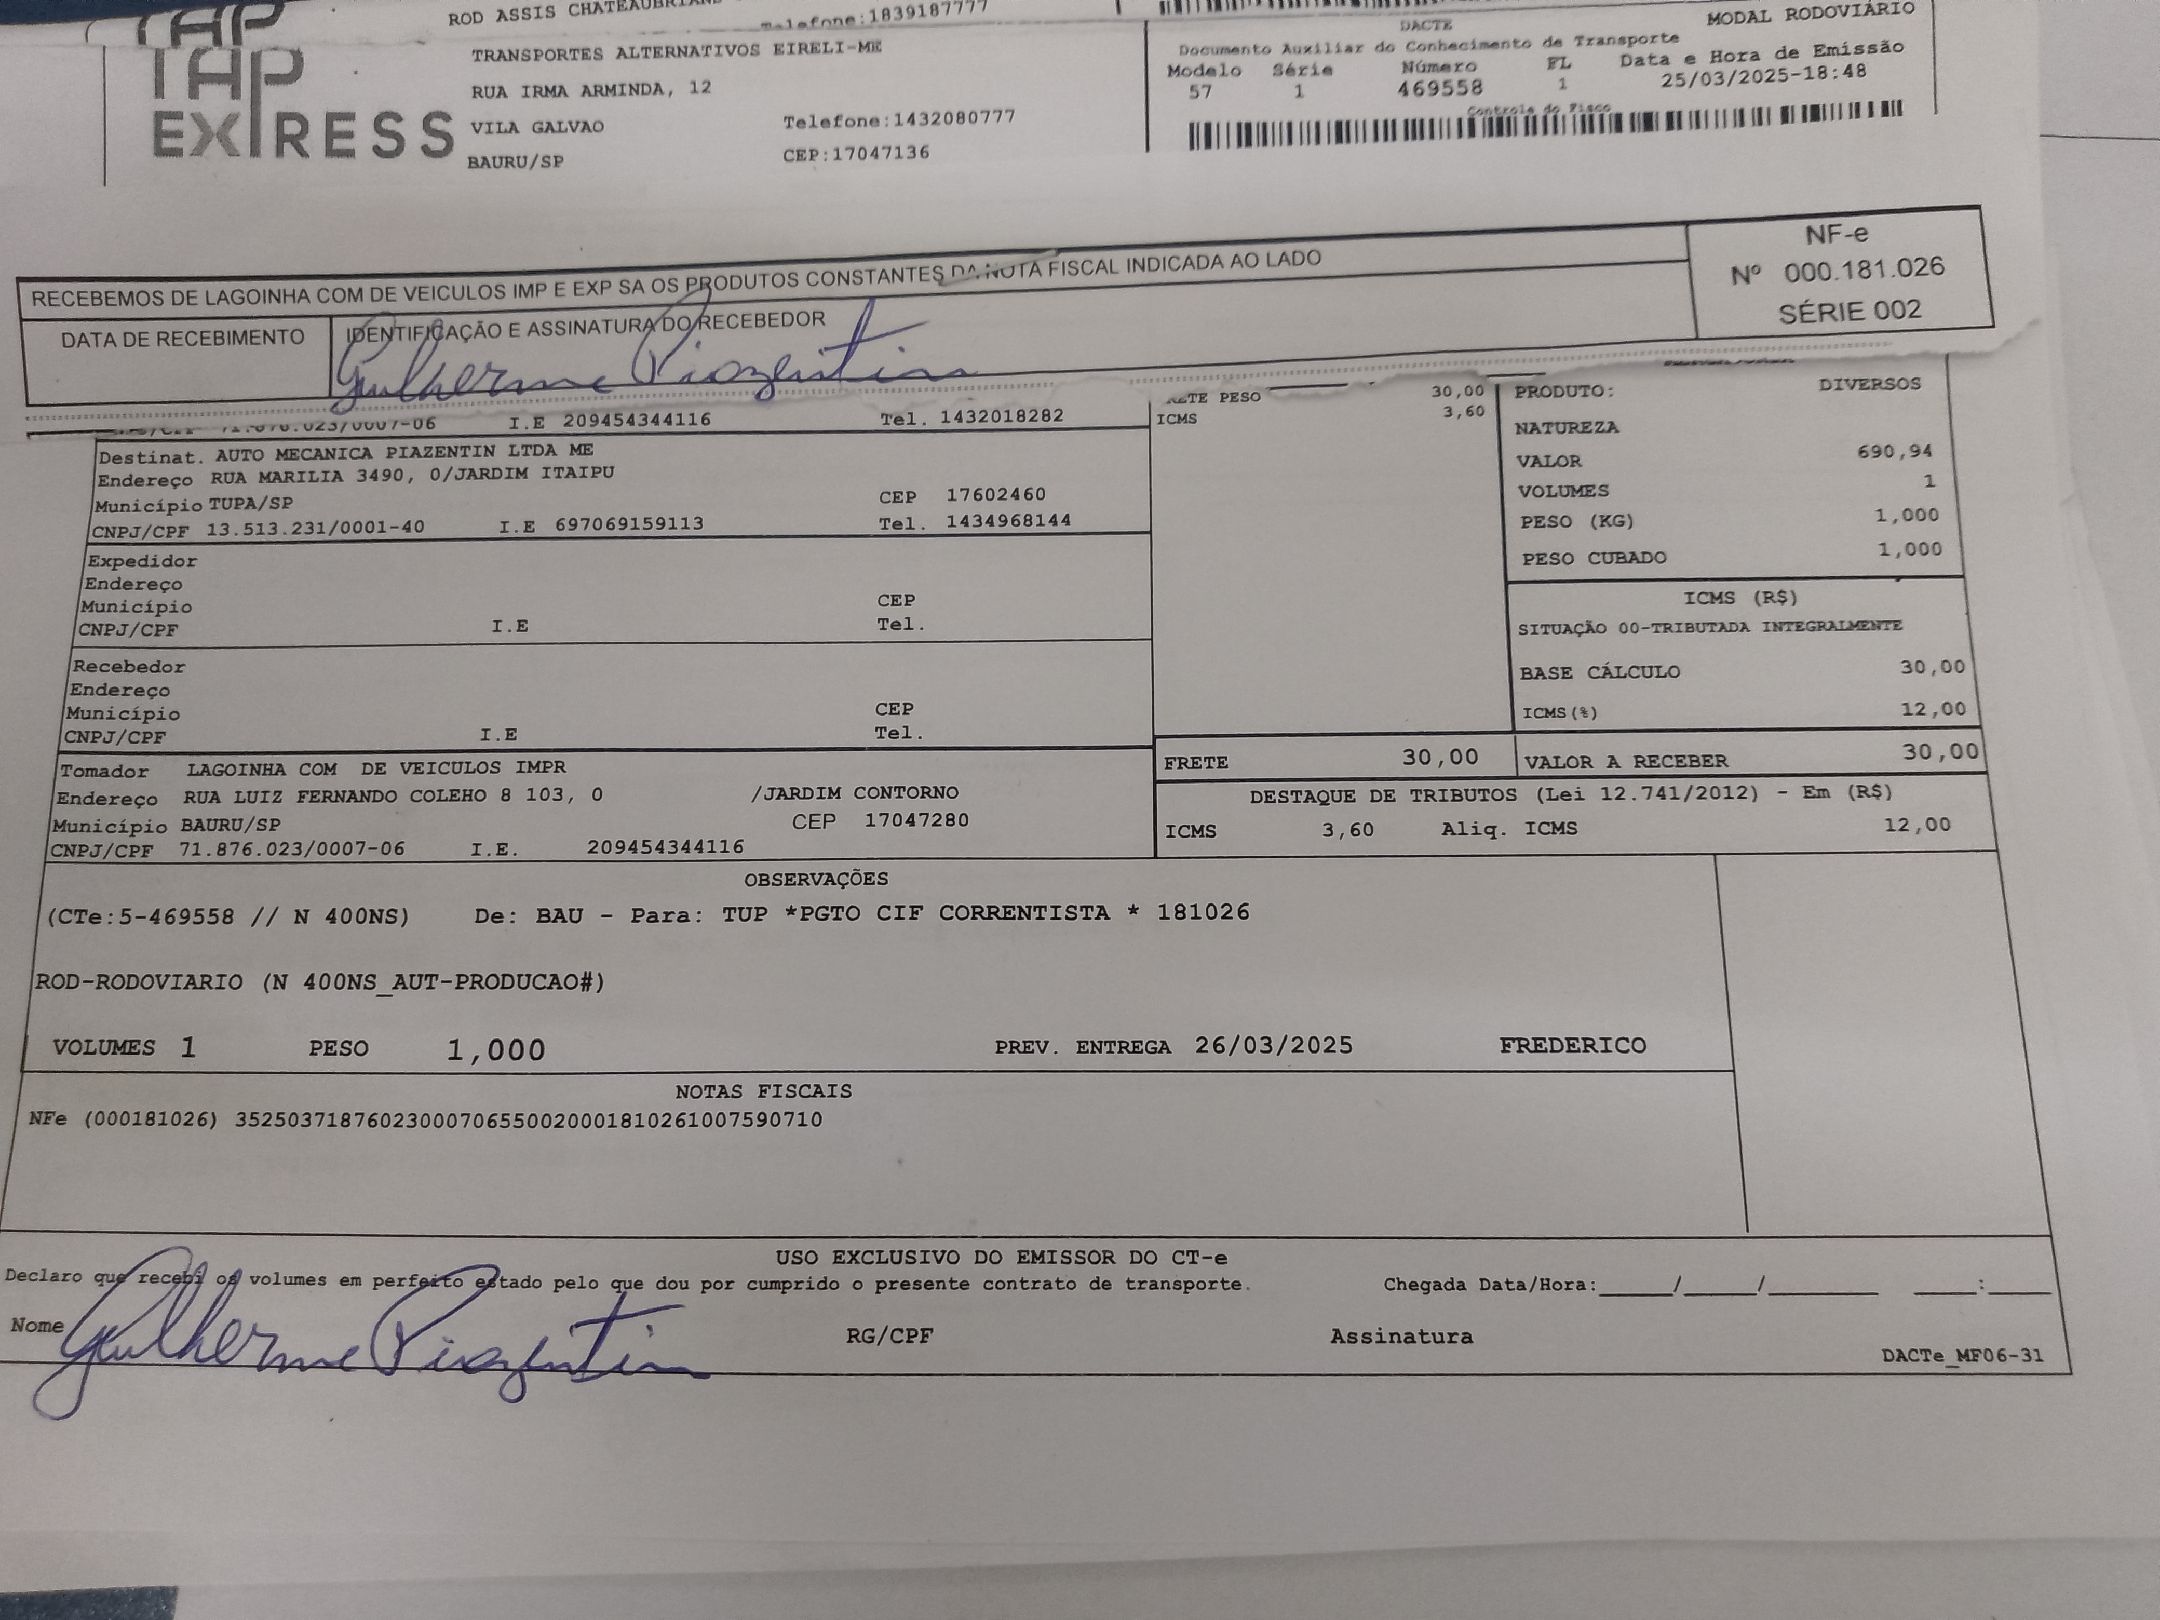 ROD ASSIS CHATEAUBRIAND
Telefone:1839187777
TAP
TAP
EXPRESS
TRANSPORTES ALTERNATIVOS EIRELI-ME
RUA IRMA ARMINDA, 12
VILA GALVAO Telefone:1432080777
BAURU/SP CEP:17047136
DACTE MODAL RODOVIÁRIO
Documento Auxiliar do Conhecimento de Transporte
Modelo Série Número FL Data e Hora de Emissão
57 1 469558 1 25/03/2025-18:48
Controle do Fisco
RECEBEMOS DE LAGOINHA COM DE VEICULOS IMP E EXP SA OS PRODUTOS CONSTANTES DA NOTA FISCAL INDICADA AO LADO
NF-e
Nº 000.181.026
SÉRIE 002
DATA DE RECEBIMENTO IDENTIFICAÇÃO E ASSINATURA DO RECEBEDOR
Guilherme Piazentin
CNPJ/CPF 71.876.023/0007-06 I.E 209454344116 Tel. 1432018282
Destinat. AUTO MECANICA PIAZENTIN LTDA ME
Endereço RUA MARILIA 3490, 0/JARDIM ITAIPU
Município TUPA/SP CEP 17602460
CNPJ/CPF 13.513.231/0001-40 I.E 697069159113 Tel. 1434968144
Expedidor
Endereço
Município CEP
CNPJ/CPF I.E Tel.
Recebedor
Endereço
Município CEP
CNPJ/CPF I.E Tel.
Tomador LAGOINHA COM DE VEICULOS IMPR
Endereço RUA LUIZ FERNANDO COLEHO 8 103, 0 /JARDIM CONTORNO
Município BAURU/SP CEP 17047280
CNPJ/CPF 71.876.023/0007-06 I.E. 209454344116
FRETE PESO 30,00
ICMS 3,60
PRODUTO: DIVERSOS
NATUREZA
VALOR 690,94
VOLUMES 1
PESO (KG) 1,000
PESO CUBADO 1,000
ICMS (R$)
SITUAÇÃO 00-TRIBUTADA INTEGRALMENTE
BASE CÁLCULO 30,00
ICMS(%) 12,00
FRETE 30,00 VALOR A RECEBER 30,00
DESTAQUE DE TRIBUTOS (Lei 12.741/2012) - Em (R$)
ICMS 3,60 Aliq. ICMS 12,00
OBSERVAÇÕES
(CTe:5-469558 // N 400NS) De: BAU - Para: TUP *PGTO CIF CORRENTISTA * 181026
ROD-RODOVIARIO (N 400NS_AUT-PRODUCAO#)
VOLUMES 1 PESO 1,000 PREV. ENTREGA 26/03/2025 FREDERICO
NOTAS FISCAIS
NFe (000181026) 35250371876023000706550020001810261007590710
USO EXCLUSIVO DO EMISSOR DO CT-e
Declaro que recebi os volumes em perfeito estado pelo que dou por cumprido o presente contrato de transporte. Chegada Data/Hora:_____/_____/________ ____:____
Nome Guilherme Piazentin RG/CPF Assinatura
DACTe_MF06-31